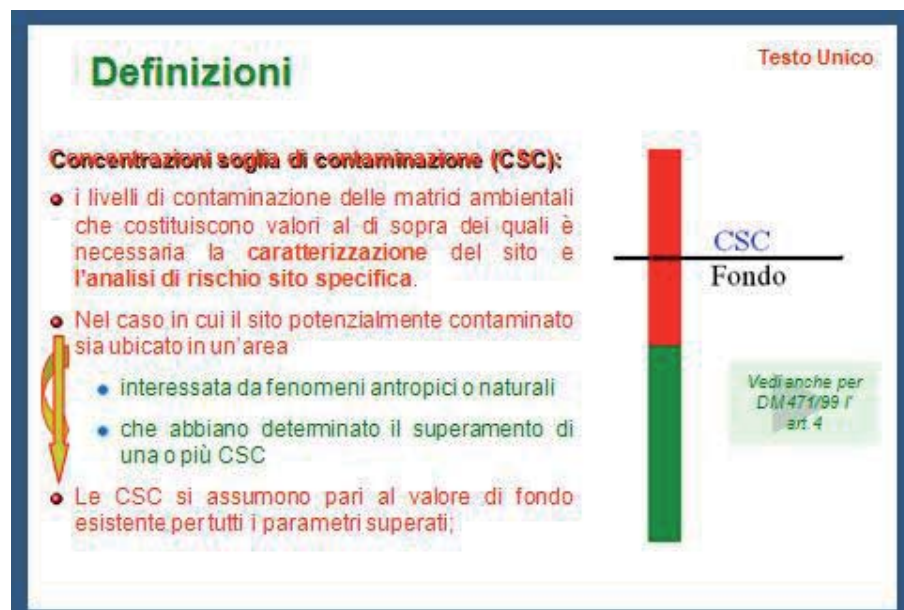 Definizioni
Testo Unico
Concentrazioni soglia di contaminazione (CSC):
i livelli di contaminazione delle matrici ambientali
che costituiscono valori al di sopra dei quali è
necessaria la caratterizzazione del sito e
l'analisi di rischio sito specifica.
Nel caso in cui il sito potenzialmente contaminato
sia ubicato in un'area
interessata da fenomeni antropici o naturali
che abbiano determinato il superamento di
una o più CSC
Le CSC si assumono pari al valore di fondo
esistente per tutti i parametri superati;
CSC
Fondo
Vedi anche per
DM 471/99 l'
art. 4